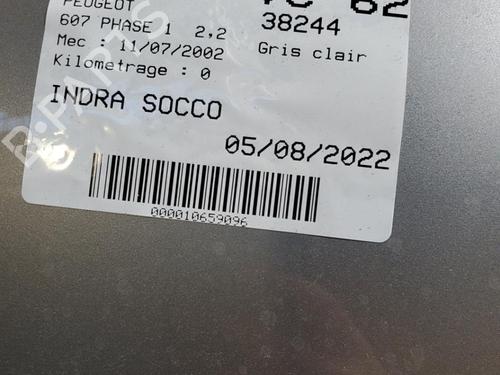 PEUGEOT
607 PHASE 1 2,2
38244
Mec : 11/07/2002
Gris clair
Kilometrage : 0
INDRA SOCCO
05/08/2022
000010659096
B-PARTS